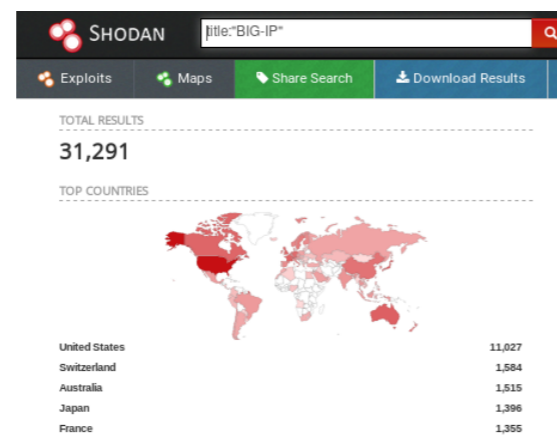 SHODAN
title:"BIG-IP"
Exploits
Maps
Share Search
Download Results
TOTAL RESULTS
31,291
TOP COUNTRIES
United States 11,027
Switzerland 1,584
Australia 1,515
Japan 1,396
France 1,355